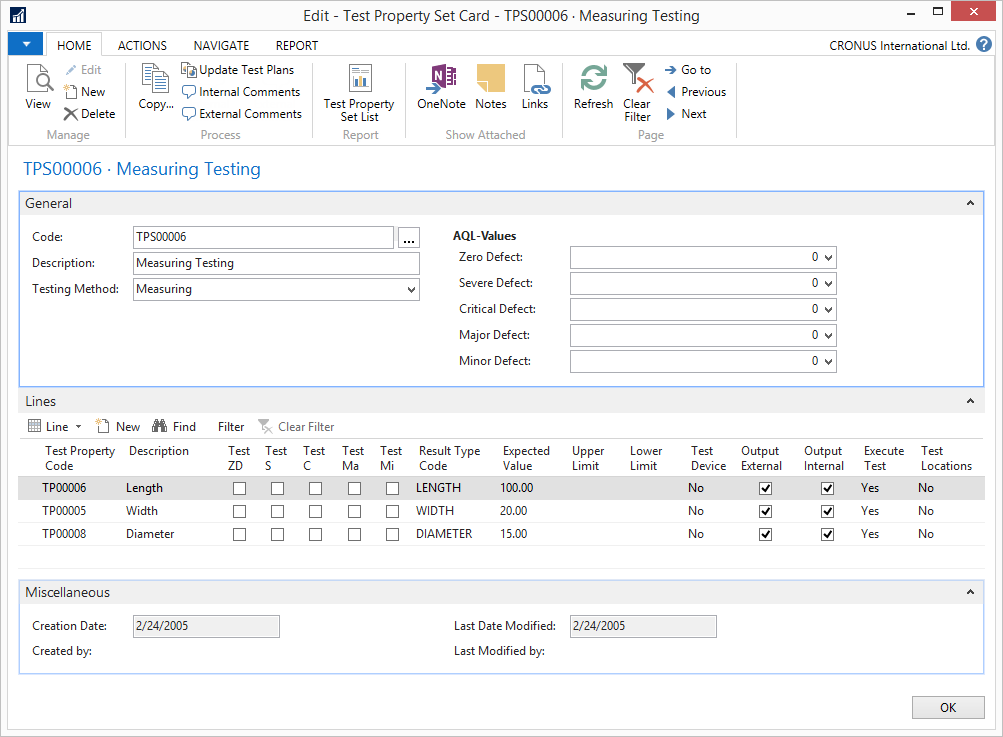 Edit - Test Property Set Card - TPS00006 · Measuring Testing
HOME ACTIONS NAVIGATE REPORT CRONUS International Ltd. ?
View Edit New Delete Manage
Copy... Update Test Plans Internal Comments External Comments Process
Test Property Set List Report
OneNote Notes Links Show Attached
Refresh Clear Filter Go to Previous Next Page
TPS00006 · Measuring Testing
General
Code: TPS00006 ...
Description: Measuring Testing
Testing Method: Measuring
AQL-Values
Zero Defect: 0
Severe Defect: 0
Critical Defect: 0
Major Defect: 0
Minor Defect: 0
Lines
Line New Find Filter Clear Filter
Test Property Code Description Test ZD Test S Test C Test Ma Test Mi Result Type Code Expected Value Upper Limit Lower Limit Test Device Output External Output Internal Execute Test Test Locations
TP00006 Length LENGTH 100.00 No Yes No
TP00005 Width WIDTH 20.00 No Yes No
TP00008 Diameter DIAMETER 15.00 No Yes No
Miscellaneous
Creation Date: 2/24/2005 Last Date Modified: 2/24/2005
Created by: Last Modified by:
OK